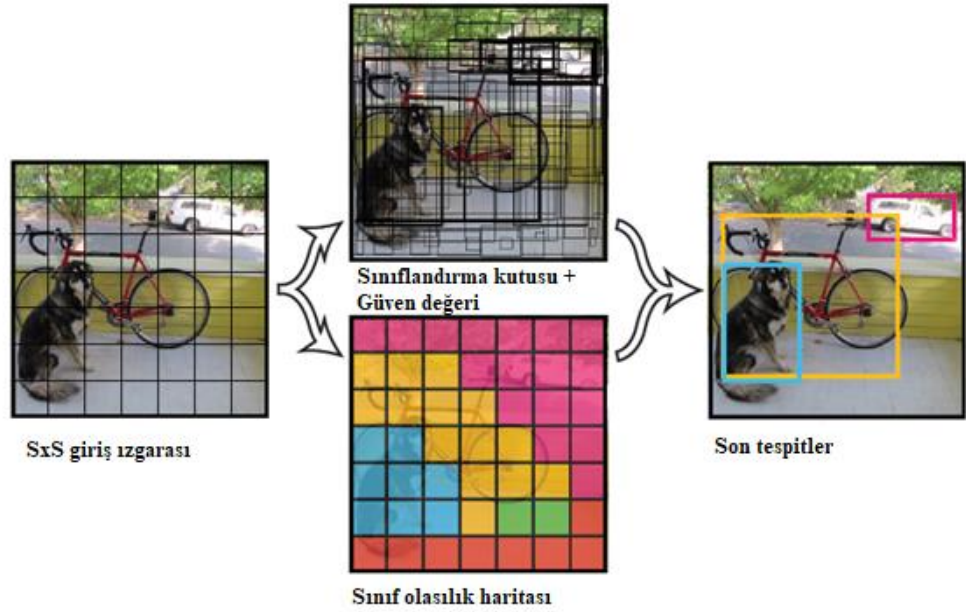 Sınıflandırma kutusu +
Güven değeri
SxS giriş ızgarası
Son tespitler
Sınıf olasılık haritası